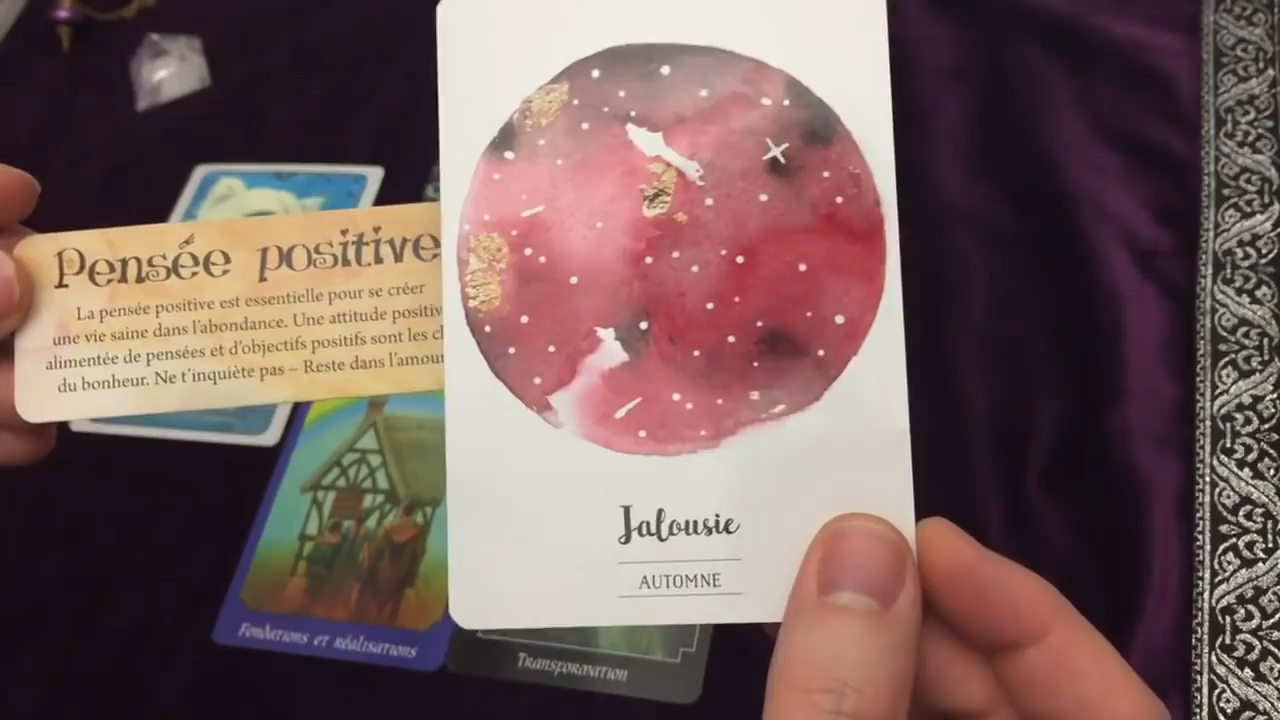 Pensée positive
La pensée positive est essentielle pour se créer
une vie saine dans l'abondance. Une attitude
alimentée de pensées et d'objectifs positifs sont les
du bonheur. Ne t'inquiète pas – Reste dans l'amour
Jalousie
AUTOMNE
Fondations et réalisations
Transformation